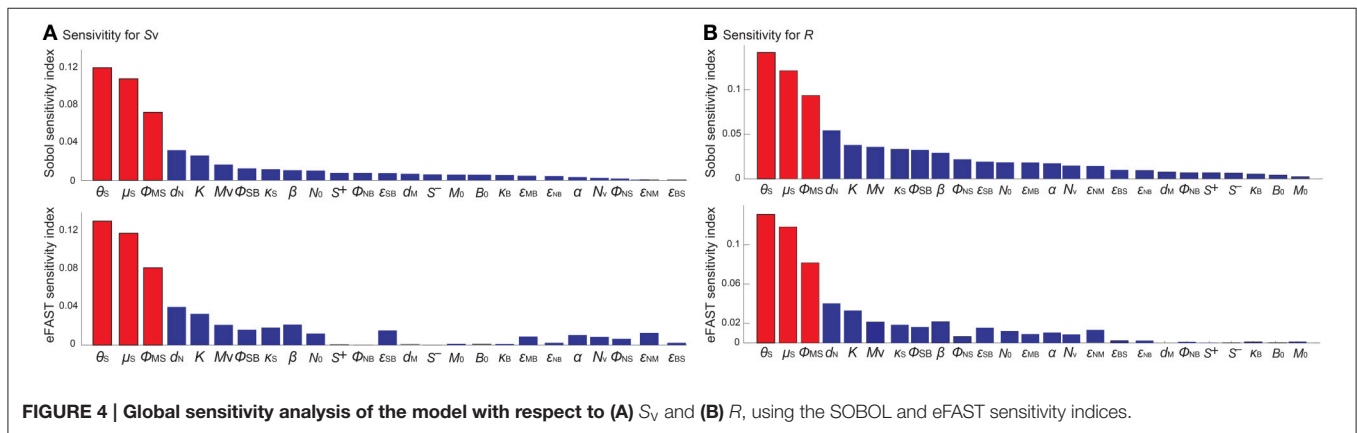 A Sensivitity for Sv
Sobol sensitivity index
0.12
0.08
0.04
0
θS μS ΦMS dN K MV ΦSB κS β N0 S+ ΦNB εSB dM S− M0 B0 κB εMB εNB α Nv ΦNS εNM εBS
eFAST sensitivity index
0.12
0.08
0.04
0
θS μS ΦMS dN K MV ΦSB κS β N0 S+ ΦNB εSB dM S− M0 B0 κB εMB εNB α Nv ΦNS εNM εBS
B Sensitivity for R
Sobol sensitivity index
0.1
0.05
0
θS μS ΦMS dN K MV κS ΦSB β ΦNS εSB N0 εMB α Nv εNM εBS εNB dM ΦNB S+ S− κB B0 M0
eFAST sensitivity index
0.1
0.05
0.02
0
θS μS ΦMS dN K MV κS ΦSB β ΦNS εSB N0 εMB α Nv εNM εBS εNB dM ΦNB S+ S− κB B0 M0
FIGURE 4 | Global sensitivity analysis of the model with respect to (A) Sv and (B) R, using the SOBOL and eFAST sensitivity indices.